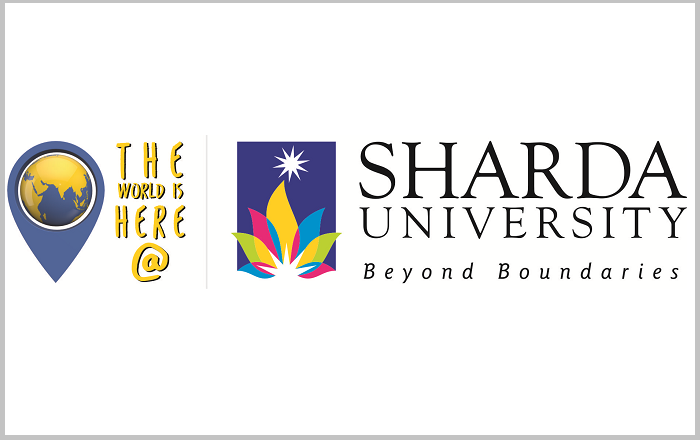 THE
WORLD IS
HERE
@
SHARDA
UNIVERSITY
Beyond Boundaries